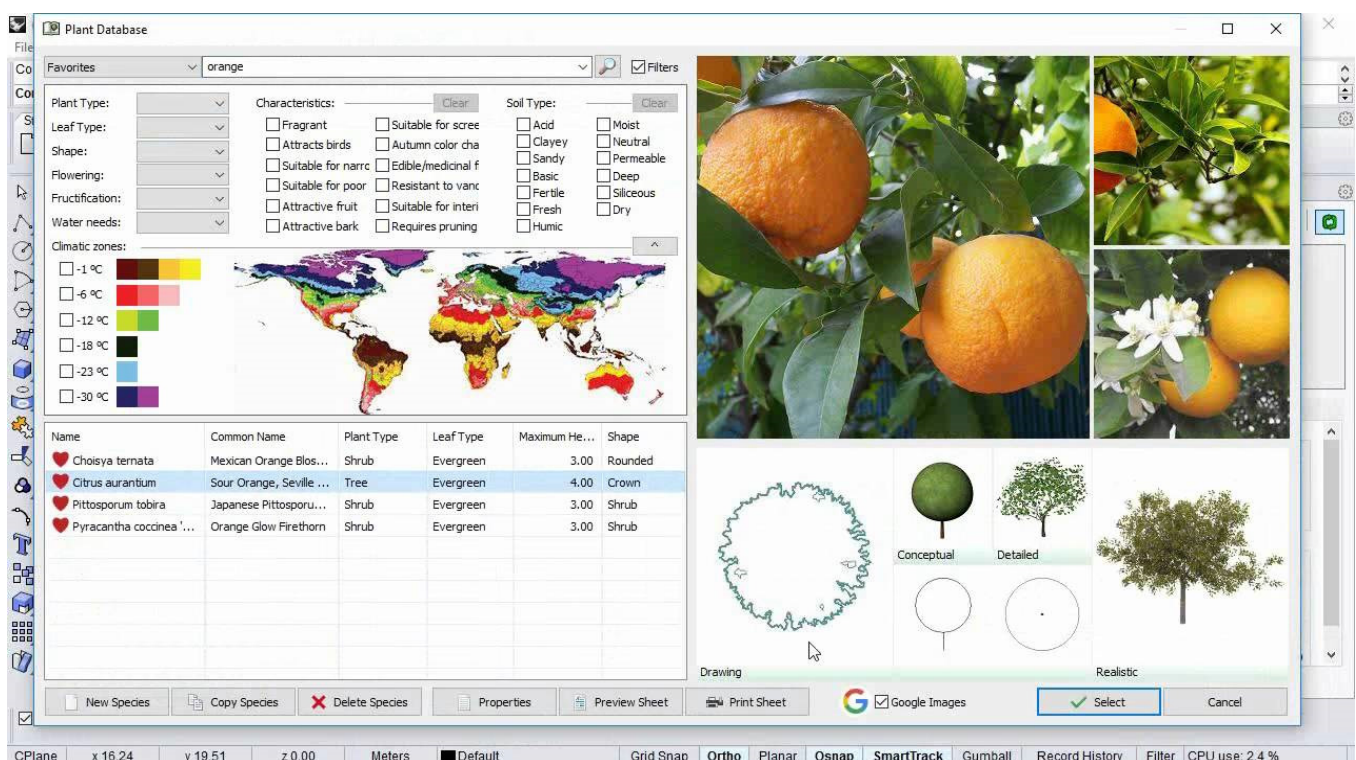 Plant Database
File
Favorites
orange
Filters
Co
Plant Type:
Characteristics:
Clear
Soil Type:
Clear
Leaf Type:
Fragrant
Suitable for scree
Acid
Moist
Shape:
Attracts birds
Autumn color cha
Clayey
Neutral
Flowering:
Suitable for narrc
Edible/medicinal f
Sandy
Permeable
Fructification:
Suitable for poor
Resistant to vanc
Basic
Deep
Water needs:
Attractive fruit
Suitable for interi
Fertile
Siliceous
Attractive bark
Requires pruning
Fresh
Dry
Humic
Climatic zones:
-1 ºC
-6 ºC
-12 ºC
-18 ºC
-23 ºC
-30 ºC
Name Common Name Plant Type Leaf Type Maximum He... Shape
Choisya ternata Mexican Orange Blos... Shrub Evergreen 3.00 Rounded
Citrus aurantium Sour Orange, Seville ... Tree Evergreen 4.00 Crown
Pittosporum tobira Japanese Pittosporu... Shrub Evergreen 3.00 Shrub
Pyracantha coccinea '... Orange Glow Firethorn Shrub Evergreen 3.00 Shrub
Conceptual
Detailed
Drawing
Realistic
New Species
Copy Species
Delete Species
Properties
Preview Sheet
Print Sheet
Google Images
Select
Cancel
CPlane x 16.24 y 19.51 z 0.00 Meters Default Grid Snap Ortho Planar Osnap SmartTrack Gumball Record History Filter CPU use: 2.4 %